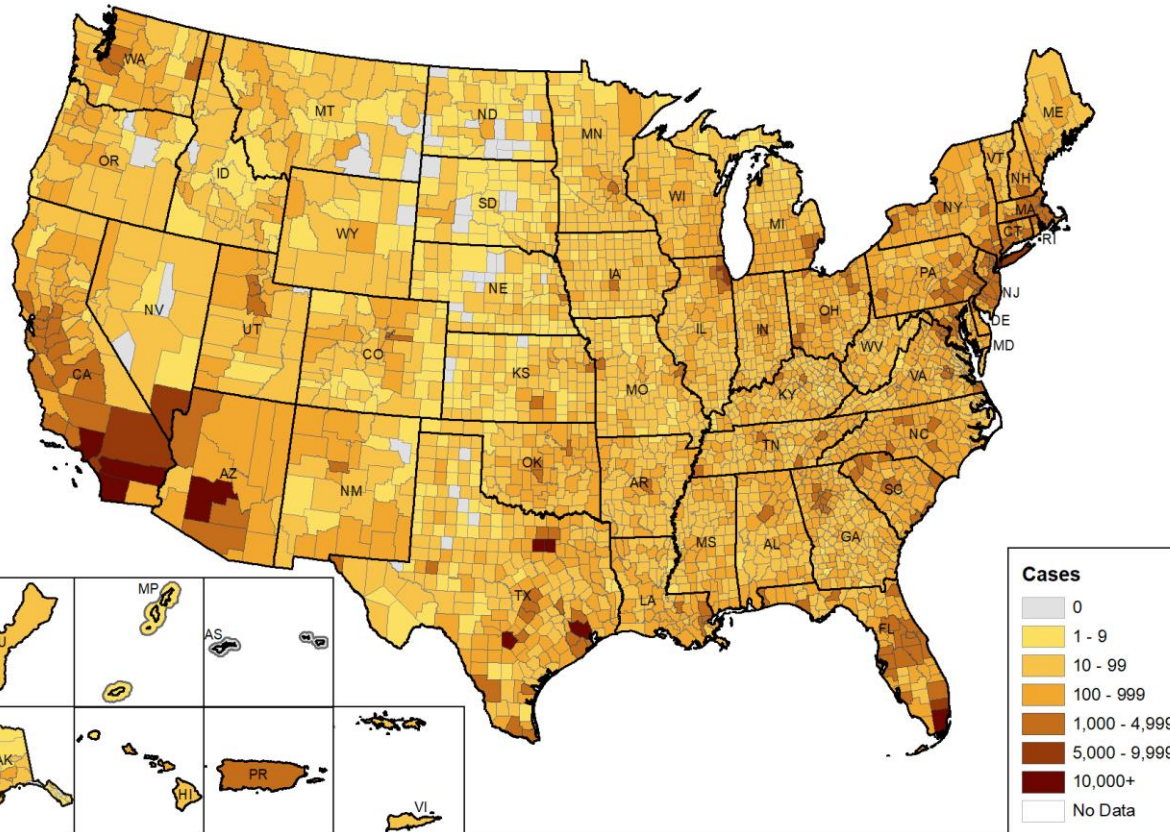 WA
MT
ND
MN
ME
OR
ID
SD
WI
VT
NH
NY
MA
CT
RI
WY
MI
IA
NE
PA
NJ
NV
UT
CO
IL
IN
OH
DE
MD
CA
KS
MO
WV
VA
KY
AZ
NM
OK
AR
TN
NC
SC
MS
AL
GA
TX
LA
FL
MP
AS
PR
HI
VI
Cases
0
1 - 9
10 - 99
100 - 999
1,000 - 4,999
5,000 - 9,999
10,000+
No Data